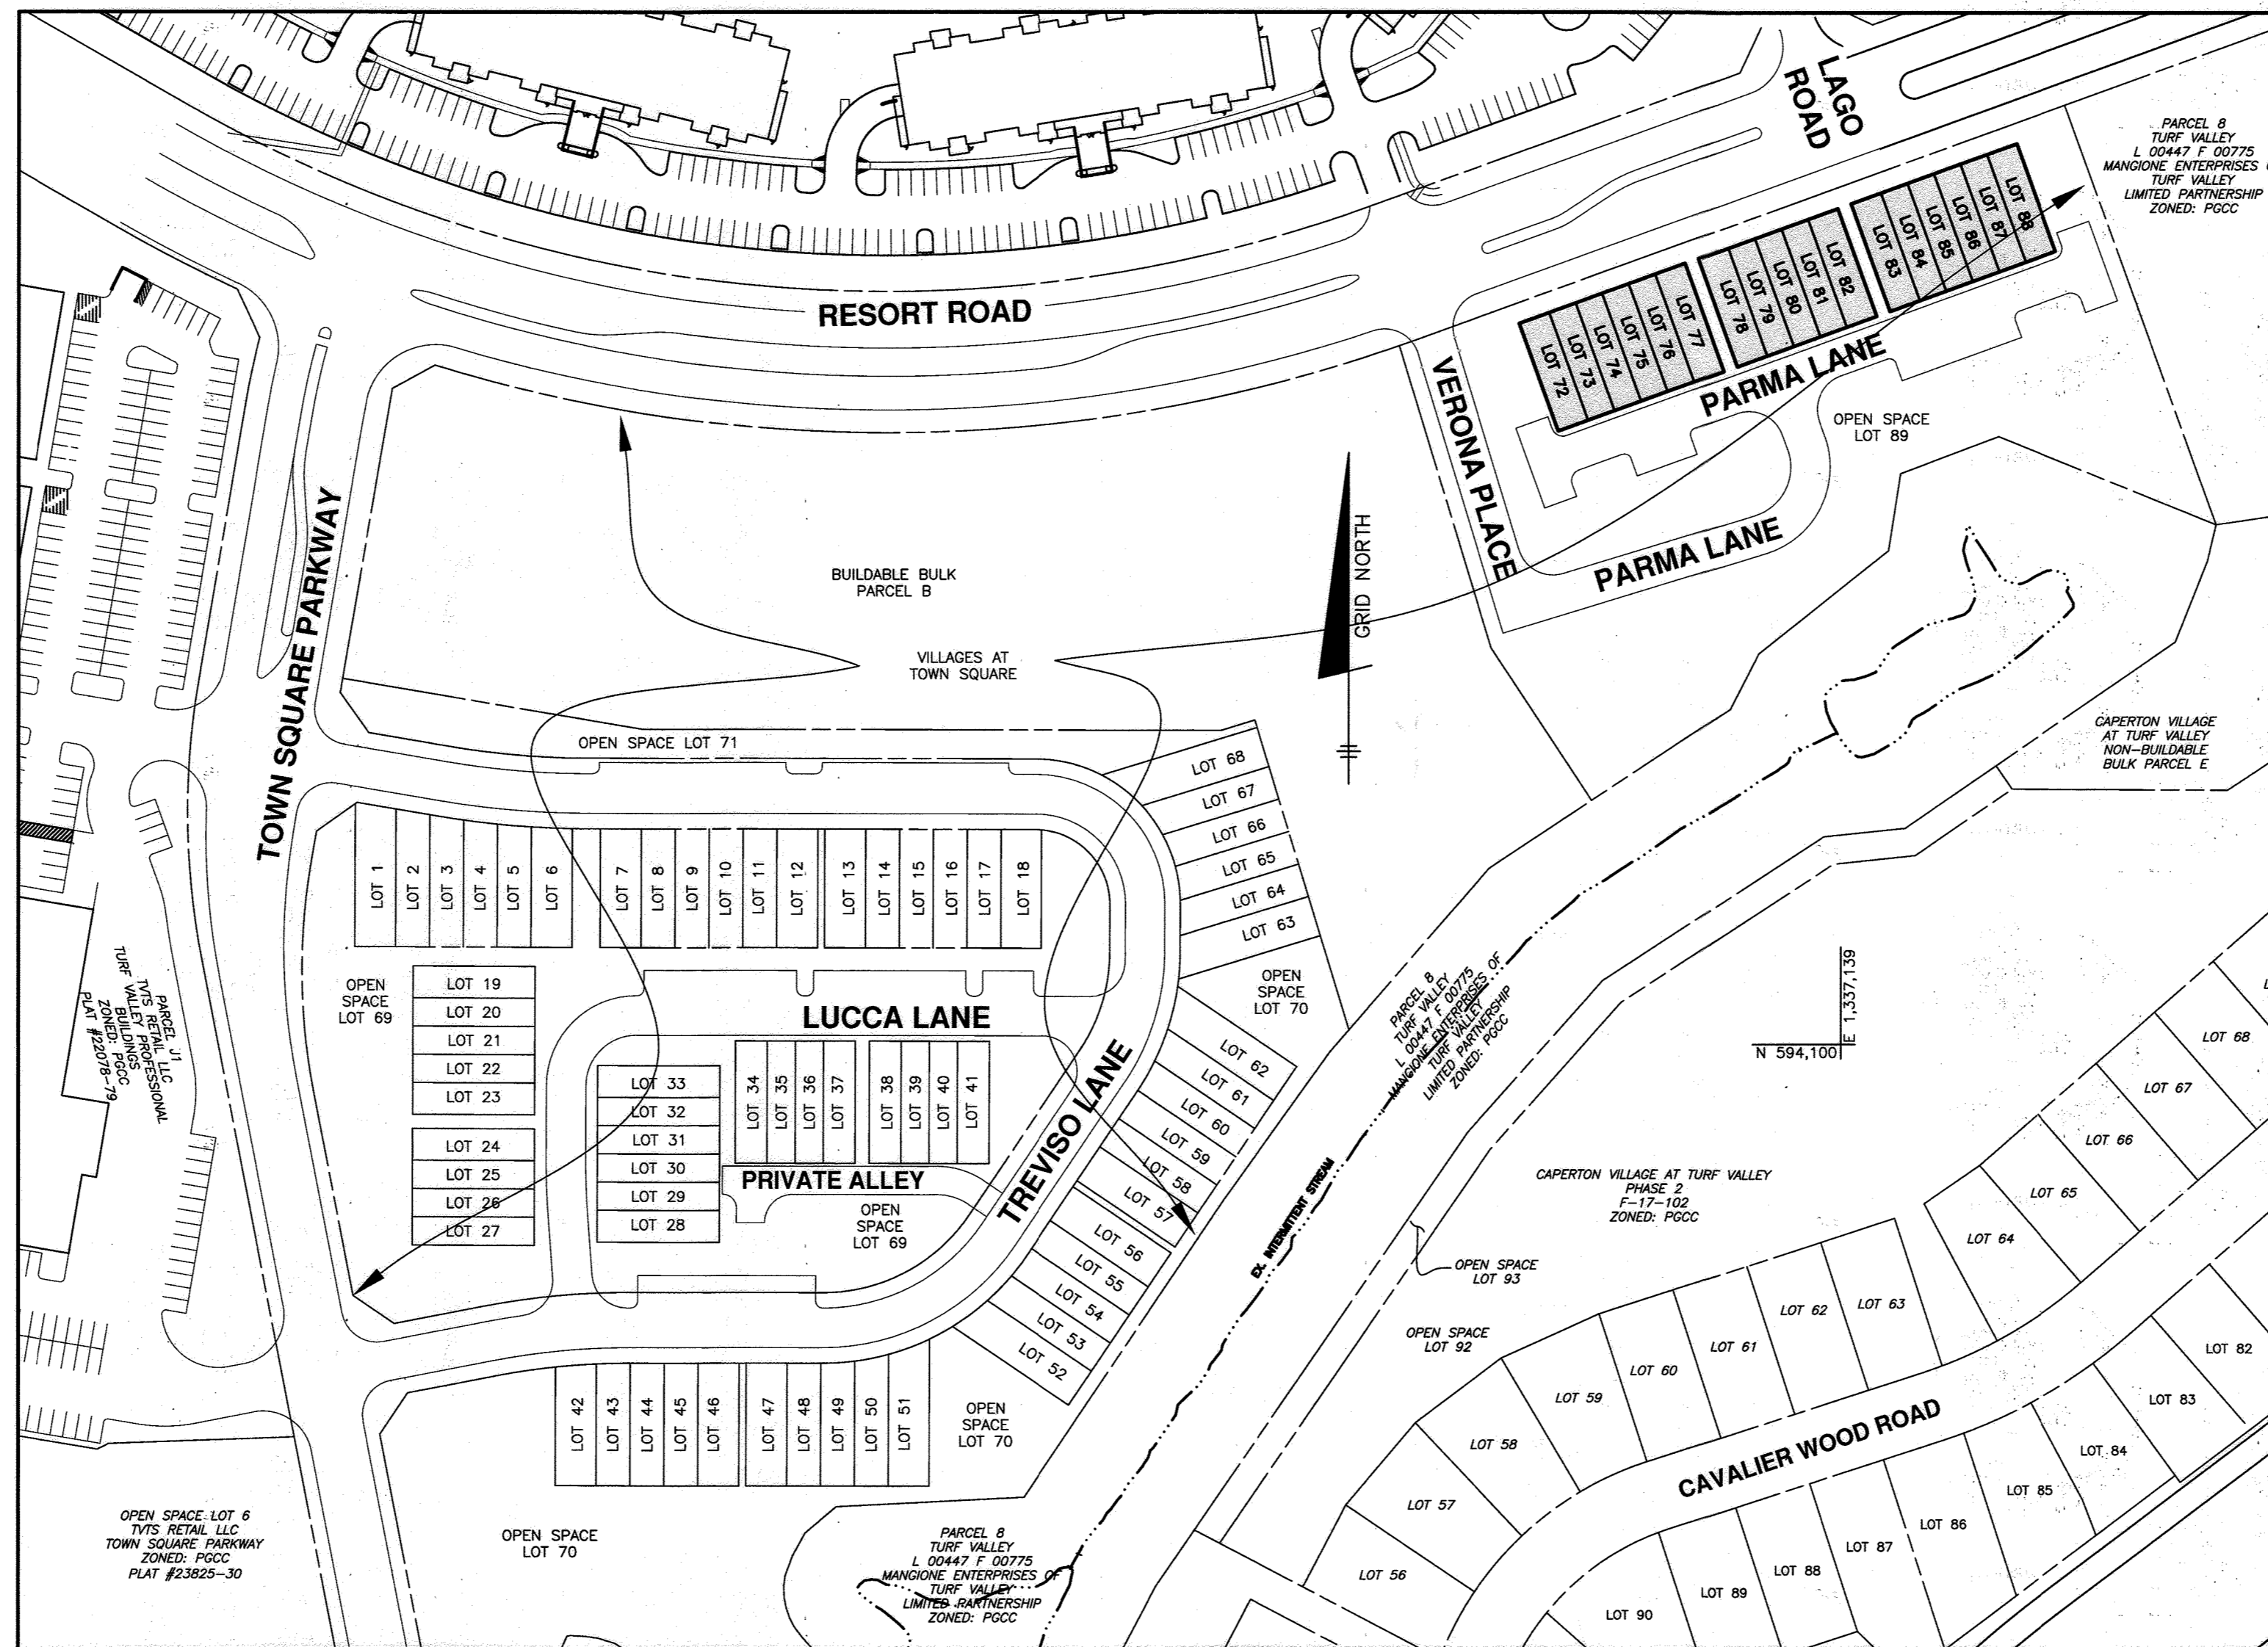 LAGO
ROAD
PARCEL 8
TURF VALLEY
L 00447 F 00775
MANGIONE ENTERPRISES
TURF VALLEY
LIMITED PARTNERSHIP
ZONED: PGCC
RESORT ROAD
LOT 72
LOT 73
LOT 74
LOT 75
LOT 76
LOT 77
LOT 78
LOT 79
LOT 80
LOT 81
LOT 82
LOT 83
LOT 84
LOT 85
LOT 86
LOT 87
LOT 88
PARMA LANE
VERONA PLACE
OPEN SPACE
LOT 89
PARMA LANE
GRID NORTH
TOWN SQUARE PARKWAY
BUILDABLE BULK
PARCEL B
VILLAGES AT
TOWN SQUARE
OPEN SPACE LOT 71
CAPERTON VILLAGE
AT TURF VALLEY
NON-BUILDABLE
BULK PARCEL E
LOT 68
LOT 67
LOT 66
LOT 65
LOT 64
LOT 63
LOT 1
LOT 2
LOT 3
LOT 4
LOT 5
LOT 6
LOT 7
LOT 8
LOT 9
LOT 10
LOT 11
LOT 12
LOT 13
LOT 14
LOT 15
LOT 16
LOT 17
LOT 18
OPEN
SPACE
LOT 69
LOT 19
LOT 20
LOT 21
LOT 22
LOT 23
LOT 24
LOT 25
LOT 26
LOT 27
LUCCA LANE
LOT 33
LOT 32
LOT 31
LOT 30
LOT 29
LOT 28
LOT 34
LOT 35
LOT 36
LOT 37
LOT 38
LOT 39
LOT 40
LOT 41
PRIVATE ALLEY
OPEN
SPACE
LOT 69
TREVISO LANE
OPEN
SPACE
LOT 70
LOT 62
LOT 61
LOT 60
LOT 59
LOT 58
LOT 57
LOT 56
LOT 55
LOT 54
LOT 53
LOT 52
PARCEL J1
TVTS RETAIL LLC
TURF VALLEY PROFESSIONAL
BUILDINGS
ZONED: PGCC
PLAT #22078-79
PARCEL 8
TURF VALLEY
L 00447 F 00775
MANGIONE ENTERPRISES OF
TURF VALLEY
LIMITED PARTNERSHIP
ZONED: PGCC
EX. INTERMITTENT STREAM
N 594,100
E 1,337,139
CAPERTON VILLAGE AT TURF VALLEY
PHASE 2
F-17-102
ZONED: PGCC
OPEN SPACE
LOT 93
OPEN SPACE
LOT 92
LOT 68
LOT 67
LOT 66
LOT 65
LOT 64
LOT 63
LOT 62
LOT 61
LOT 60
LOT 59
LOT 58
LOT 57
LOT 56
CAVALIER WOOD ROAD
LOT 82
LOT 83
LOT 84
LOT 85
LOT 86
LOT 87
LOT 88
LOT 89
LOT 90
LOT 42
LOT 43
LOT 44
LOT 45
LOT 46
LOT 47
LOT 48
LOT 49
LOT 50
LOT 51
OPEN
SPACE
LOT 70
OPEN SPACE LOT 6
TVTS RETAIL LLC
TOWN SQUARE PARKWAY
ZONED: PGCC
PLAT #23825-30
OPEN SPACE
LOT 70
PARCEL 8
TURF VALLEY
L 00447 F 00775
MANGIONE ENTERPRISES OF
TURF VALLEY
LIMITED PARTNERSHIP
ZONED: PGCC